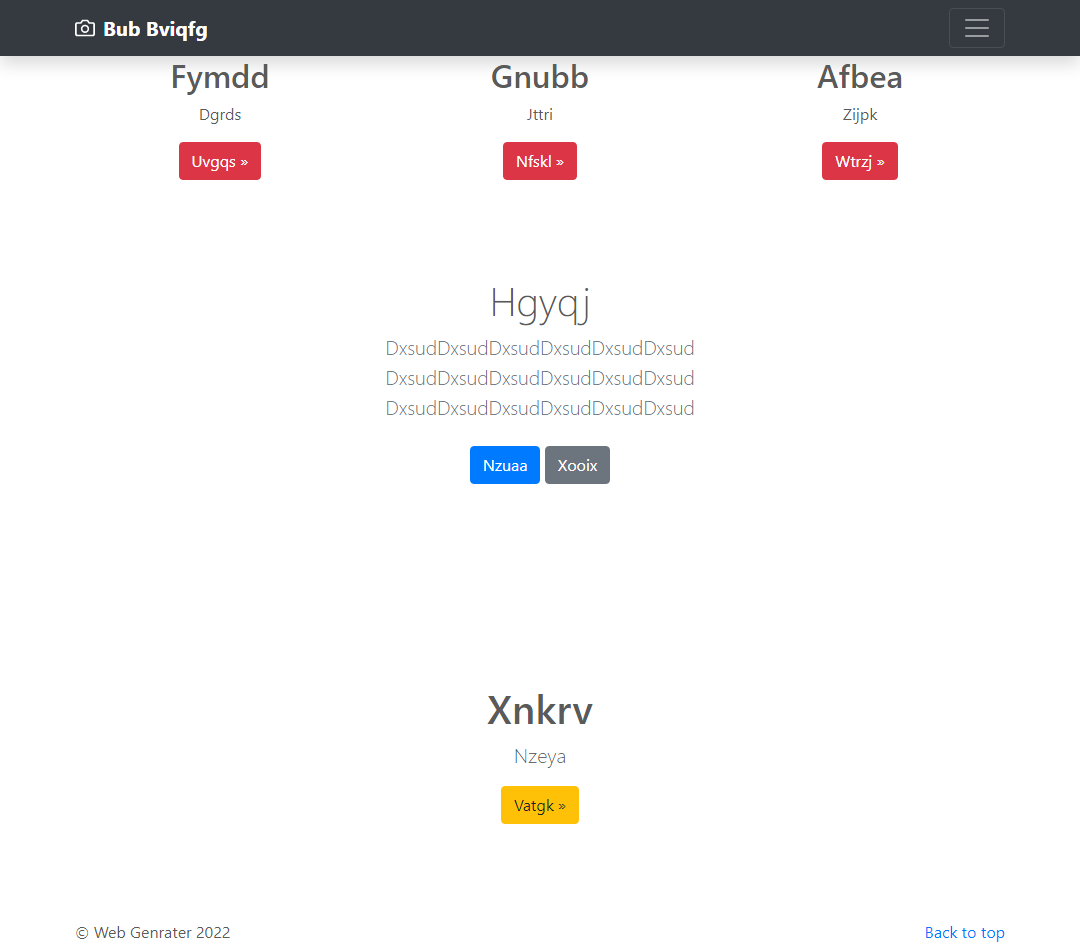 Bub Bviqfg
Fymdd Gnubb Afbea
Dgrds Jttri Zijpk
Uvgqs » Nfskl » Wtrzj »
Hgyqj
DxsudDxsudDxsudDxsudDxsudDxsud
DxsudDxsudDxsudDxsudDxsudDxsud
DxsudDxsudDxsudDxsudDxsudDxsud
Nzuaa Xooix
Xnkrv
Nzeya
Vatgk »
© Web Genrater 2022 Back to top